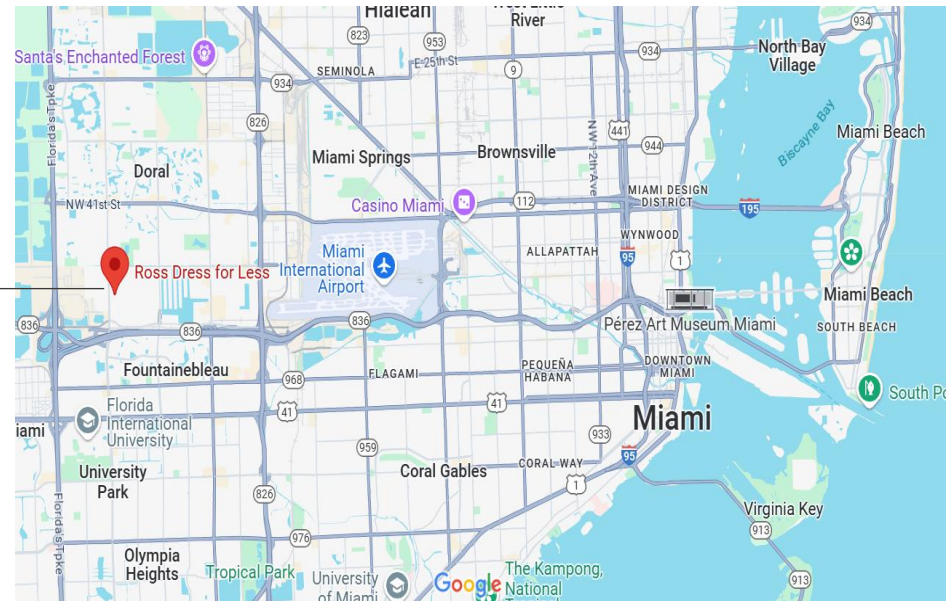 Hialeah
River
823
953
934
Santa's Enchanted Forest
E 25th St
North Bay
Village
SEMINOLA
9
934
934
Florida's Tpke
826
441
NW 12th Ave
Biscayne Bay
Miami Beach
944
Doral
Miami Springs
Brownsville
NW 41st St
Casino Miami
112
MIAMI DESIGN
DISTRICT
195
WYNWOOD
Ross Dress for Less
Miami
International
Airport
ALLAPATTAH
95
1
Miami Beach
836
836
836
Pérez Art Museum Miami
SOUTH BEACH
Fountainebleau
968
FLAGAMI
PEQUEÑA
HABANA
DOWNTOWN
MIAMI
Florida
International
University
41
41
South Po
iami
Miami
959
933
University
Park
Coral Gables
CORAL WAY
95
1
826
Virginia Key
Florida's Tpke
976
913
Olympia
Heights
Tropical Park
University
of Miami
Google
The Kampong,
National
913